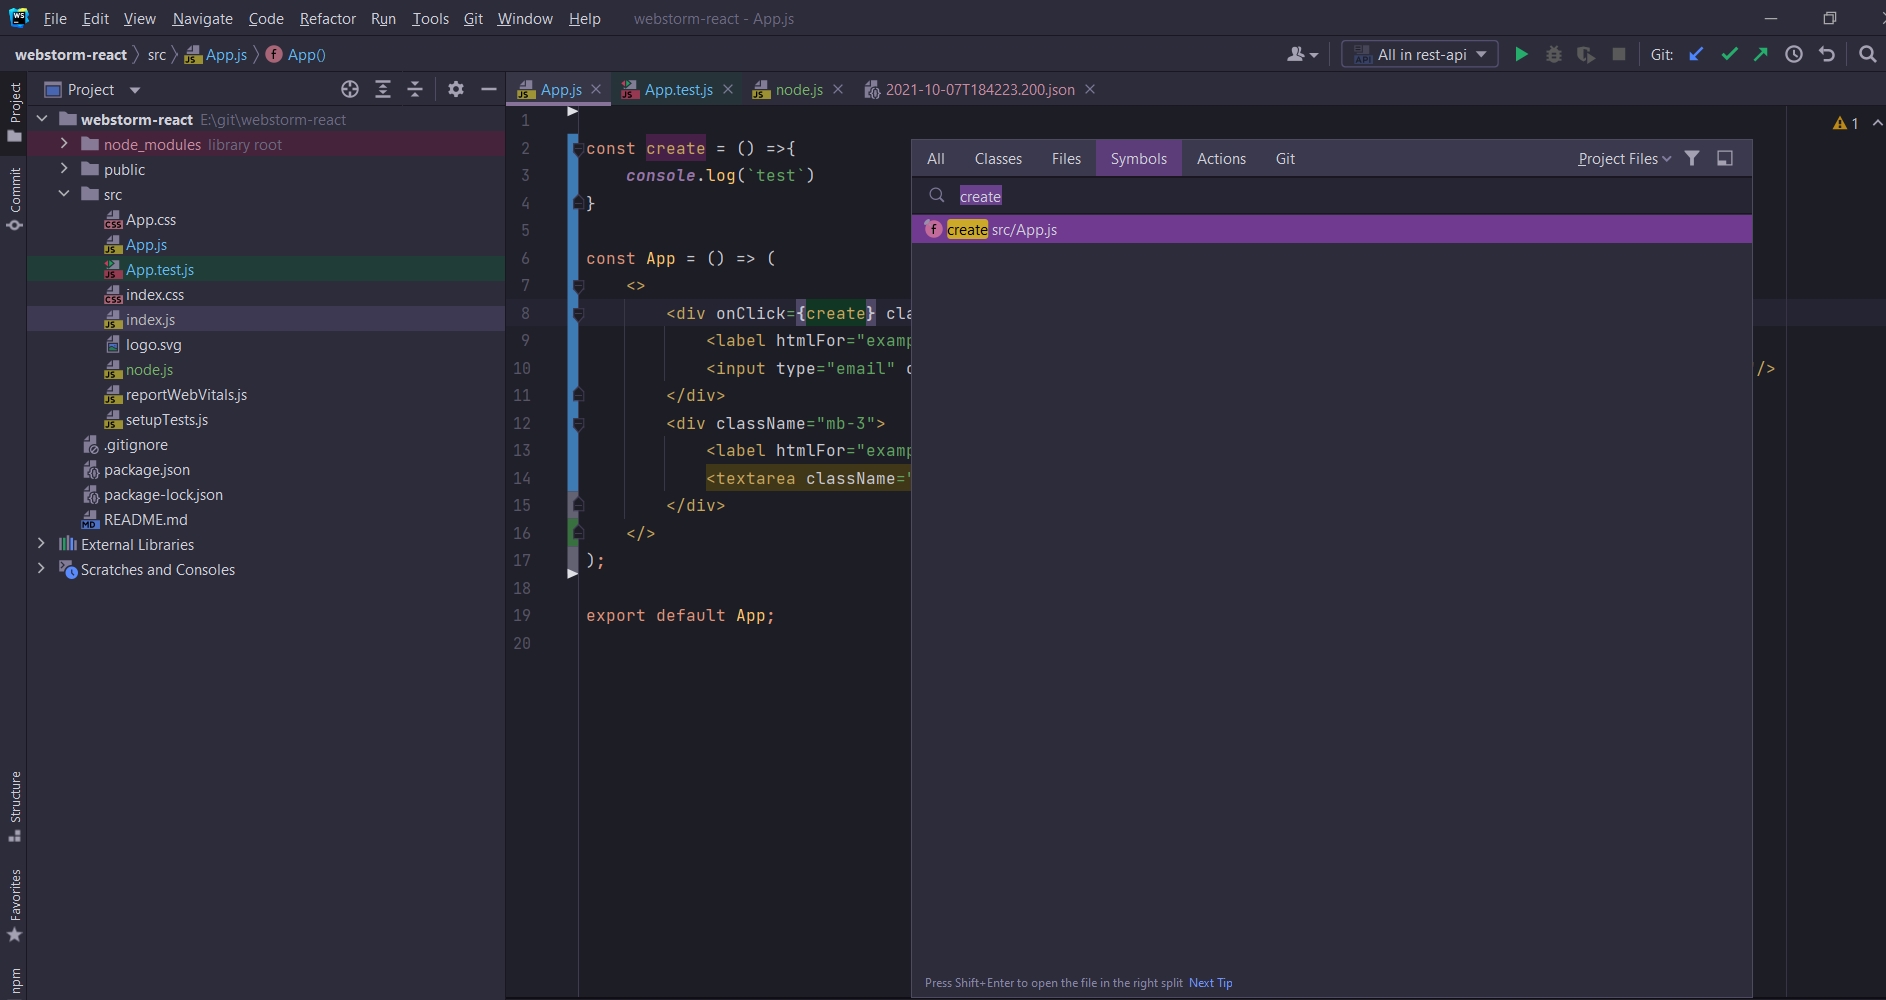 WS File Edit View Navigate Code Refactor Run Tools Git Window Help webstorm-react - App.js
webstorm-react src App.js App() All in rest-api Git:
Project
Commit
Structure
Favorites
npm
Project
webstorm-react E:\git\webstorm-react
node_modules library root
public
src
App.css
App.js
App.test.js
index.css
index.js
logo.svg
node.js
reportWebVitals.js
setupTests.js
.gitignore
package.json
package-lock.json
README.md
External Libraries
Scratches and Consoles
App.js App.test.js node.js 2021-10-07T184223.200.json
1
2 const create = () =>{
3 console.log(`test`)
4 }
5
6 const App = () => (
7 <>
8 <div onClick={create} cla
9 <label htmlFor="examp
10 <input type="email" c "/>
11 </div>
12 <div className="mb-3">
13 <label htmlFor="examp
14 <textarea className="
15 </div>
16 </>
17 );
18
19 export default App;
20
1
All Classes Files Symbols Actions Git Project Files
create
create src/App.js
Press Shift+Enter to open the file in the right split Next Tip